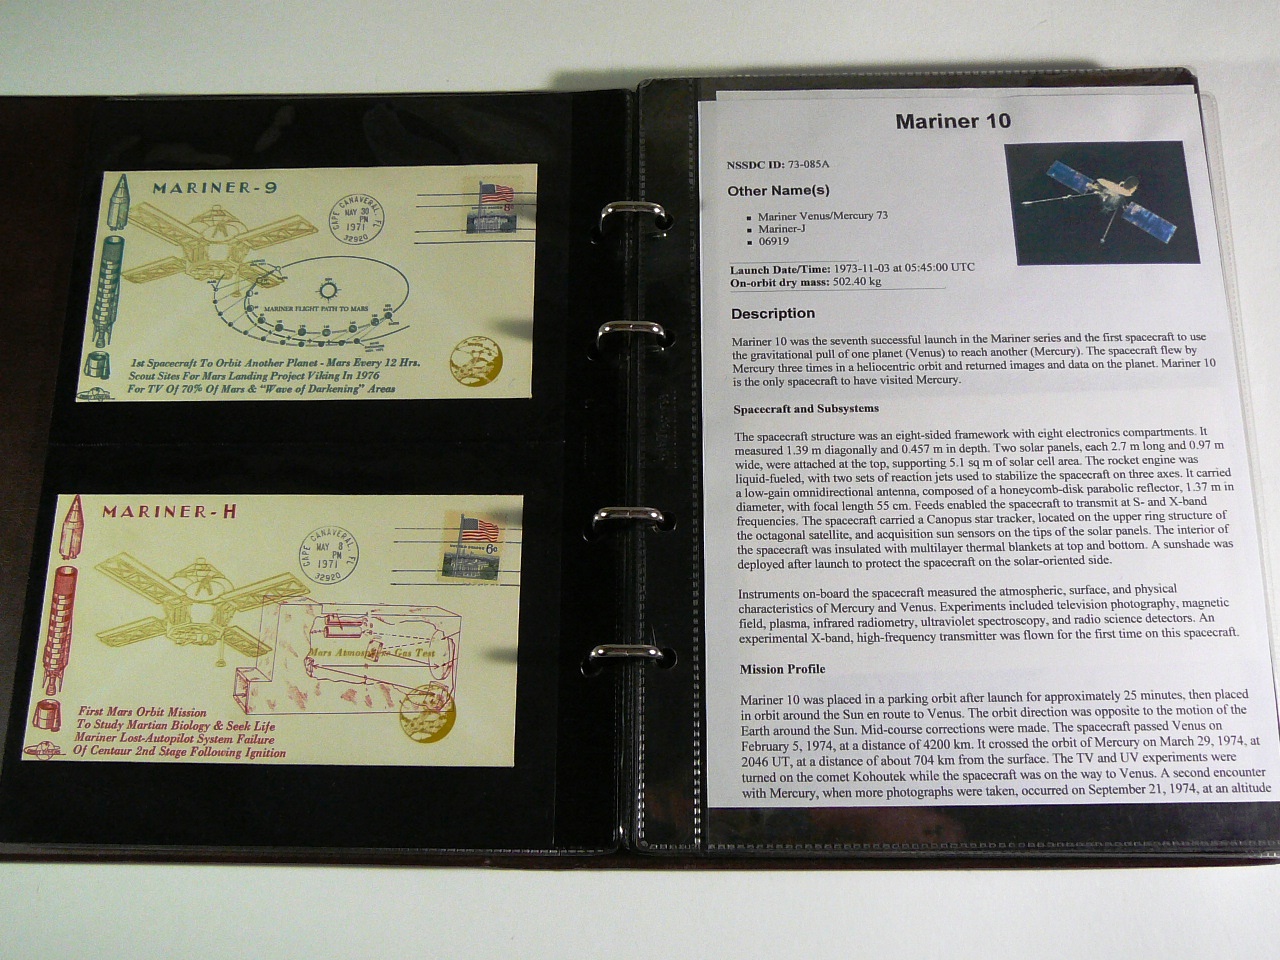 MARINER-9
CAPE CANAVERAL, FL
MAY 30
PM
1971
32920
8¢
MARINER FLIGHT PATH TO MARS
1st Spacecraft To Orbit Another Planet - Mars Every 12 Hrs.
Scout Sites For Mars Landing Project Viking In 1976
For TV Of 70% Of Mars & "Wave of Darkening" Areas
MARINER-H
CAPE CANAVERAL, FL
MAY 8
PM
1971
32920
6¢
Mars Atmosphere Gas Test
First Mars Orbit Mission
To Study Martian Biology & Seek Life
Mariner Lost-Autopilot System Failure
Of Centaur 2nd Stage Following Ignition
Mariner 10
NSSDC ID: 73-085A
Other Name(s)
Mariner Venus/Mercury 73
Mariner-J
06919
Launch Date/Time: 1973-11-03 at 05:45:00 UTC
On-orbit dry mass: 502.40 kg
Description
Mariner 10 was the seventh successful launch in the Mariner series and the first spacecraft to use
the gravitational pull of one planet (Venus) to reach another (Mercury). The spacecraft flew by
Mercury three times in a heliocentric orbit and returned images and data on the planet. Mariner 10
is the only spacecraft to have visited Mercury.
Spacecraft and Subsystems
The spacecraft structure was an eight-sided framework with eight electronics compartments. It
measured 1.39 m diagonally and 0.457 m in depth. Two solar panels, each 2.7 m long and 0.97 m
wide, were attached at the top, supporting 5.1 sq m of solar cell area. The rocket engine was
liquid-fueled, with two sets of reaction jets used to stabilize the spacecraft on three axes. It carried
a low-gain omnidirectional antenna, composed of a honeycomb-disk parabolic reflector, 1.37 m in
diameter, with focal length 55 cm. Feeds enabled the spacecraft to transmit at S- and X-band
frequencies. The spacecraft carried a Canopus star tracker, located on the upper ring structure of
the octagonal satellite, and acquisition sun sensors on the tips of the solar panels. The interior of
the spacecraft was insulated with multilayer thermal blankets at top and bottom. A sunshade was
deployed after launch to protect the spacecraft on the solar-oriented side.
Instruments on-board the spacecraft measured the atmospheric, surface, and physical
characteristics of Mercury and Venus. Experiments included television photography, magnetic
field, plasma, infrared radiometry, ultraviolet spectroscopy, and radio science detectors. An
experimental X-band, high-frequency transmitter was flown for the first time on this spacecraft.
Mission Profile
Mariner 10 was placed in a parking orbit after launch for approximately 25 minutes, then placed
in orbit around the Sun en route to Venus. The orbit direction was opposite to the motion of the
Earth around the Sun. Mid-course corrections were made. The spacecraft passed Venus on
February 5, 1974, at a distance of 4200 km. It crossed the orbit of Mercury on March 29, 1974, at
2046 UT, at a distance of about 704 km from the surface. The TV and UV experiments were
turned on the comet Kohoutek while the spacecraft was on the way to Venus. A second encounter
with Mercury, when more photographs were taken, occurred on September 21, 1974, at an altitude